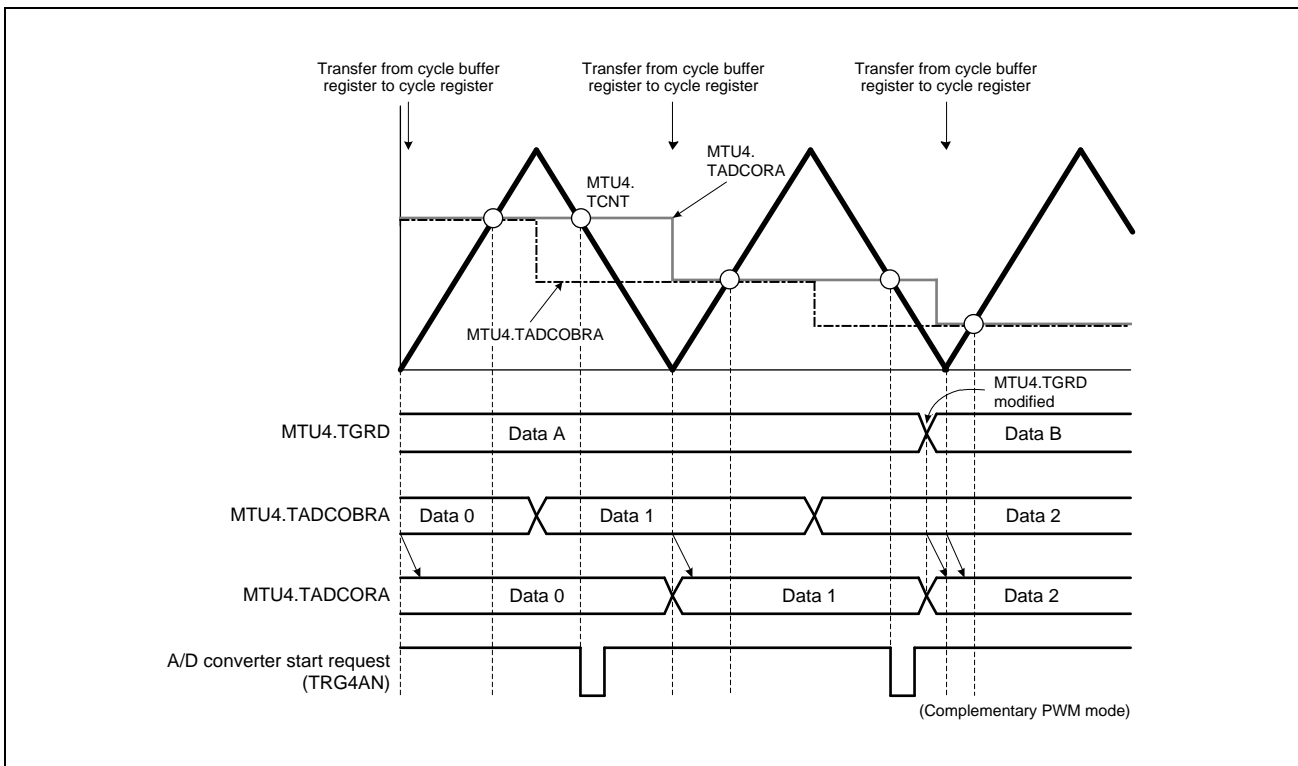 Transfer from cycle buffer
register to cycle register
Transfer from cycle buffer
register to cycle register
Transfer from cycle buffer
register to cycle register
MTU4.
TADCORA
MTU4.
TCNT
MTU4.TADCOBRA
MTU4.TGRD
modified
MTU4.TGRD
Data A
Data B
MTU4.TADCOBRA
Data 0
Data 1
Data 2
MTU4.TADCORA
Data 0
Data 1
Data 2
A/D converter start request
(TRG4AN)
(Complementary PWM mode)